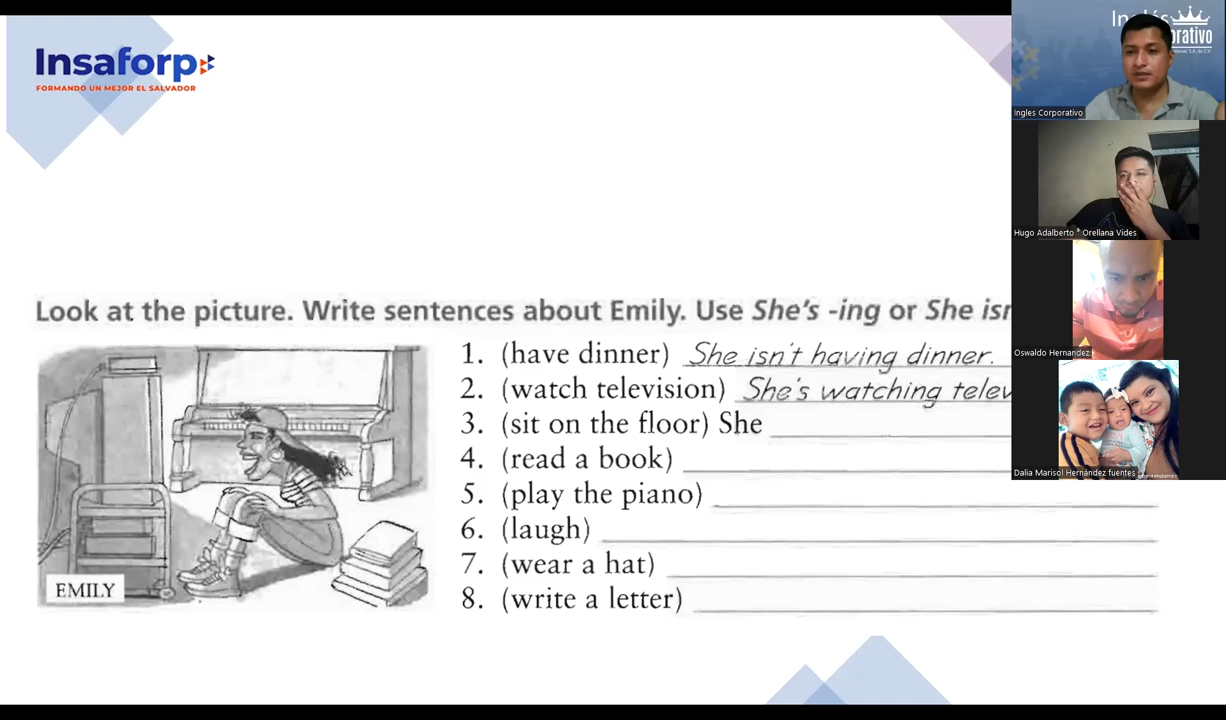 Insaforp
FORMANDO UN MEJOR EL SALVADOR
Look at the picture. Write sentences about Emily. Use She's -ing or She
1. (have dinner) She isn't having dinner.
2. (watch television) She's watching
3. (sit on the floor) She
4. (read a book)
5. (play the piano)
6. (laugh)
7. (wear a hat)
8. (write a letter)
EMILY
Ingles Corporativo
Hugo Adalberto Orellana Vides
Oswaldo Hernandez
Dalia Marisol Hernández fuentes